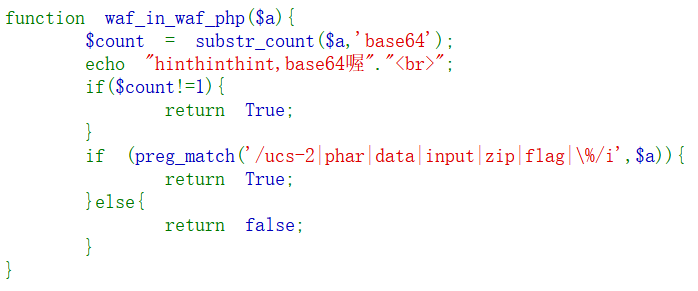 function waf_in_waf_php($a){
$count = substr_count($a,'base64');
echo "hinthinthint,base64喔"."<br>";
if($count!=1){
return True;
}
if (preg_match('/ucs-2|phar|data|input|zip|flag|\%/i',$a)){
return True;
}else{
return false;
}
}